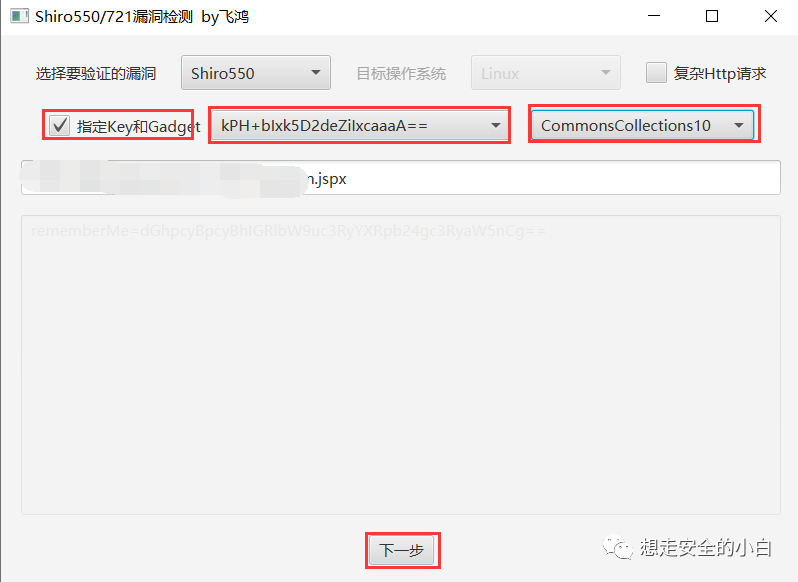 Shiro550/721漏洞检测 by飞鸿
选择要验证的漏洞 Shiro550 目标操作系统 Linux 复杂Http请求
指定Key和Gadget kPH+bIxk5D2deZiIxcaaaA== CommonsCollections10
.jspx
rememberMe=dGhpcyBpcyBhIGRlbW9uc3RyYXRpb24gc3RyaW5nCg==
下一步
想走安全的小白